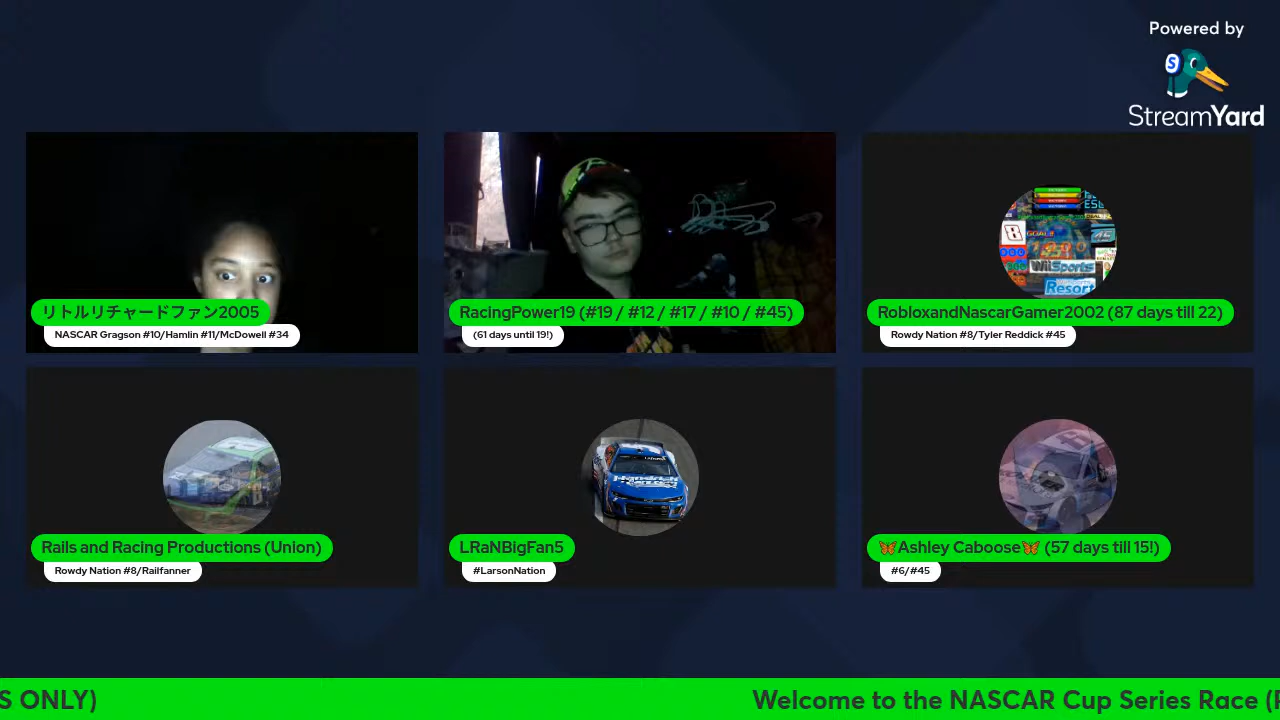 Powered by
S
StreamYard
リトルリチャードファン2005
NASCAR Gragson #10/Hamlin #11/McDowell #34
RacingPower19 (#19 / #12 / #17 / #10 / #45)
(61 days until 19!)
WilSports
Resort
RobloxandNascarGamer2002 (87 days till 22)
Rowdy Nation #8/Tyler Reddick #45
Rails and Racing Productions (Union)
Rowdy Nation #8/Railfanner
LRaNBigFan5
#LarsonNation
🦋Ashley Caboose🦋 (57 days till 15!)
#6/#45
S ONLY)
Welcome to the NASCAR Cup Series Race (